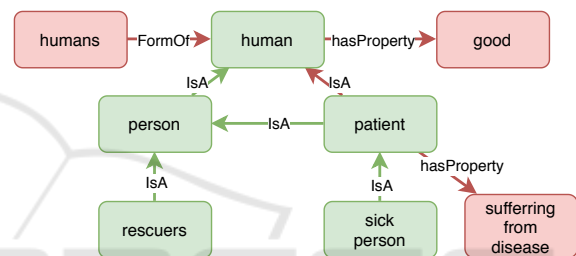 humans
FormOf
human
hasProperty
good
IsA
IsA
person
IsA
patient
IsA
IsA
hasProperty
rescuers
sick
person
sufferring
from
disease